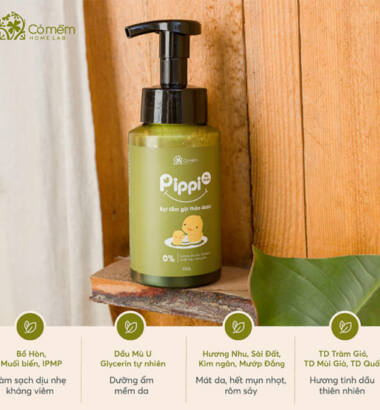 Cỏ mềm
HOME LAB
Cỏ mềm
Pippi
Bọt tắm gội thảo dược
0%
Bồ Hòn,
Muối biển, IPMP
àm sạch dịu nhẹ
kháng viêm
Dầu Mù U
Glycerin tự nhiên
Dưỡng ẩm
mềm da
Hương Nhu, Sài Đất,
Kim ngân, Mướp Đắng
Mát da, hết mụn nhọt,
rôm sảy
TD Tràm Gió,
TD Mùi Già, TD Quế
Hương tinh dầu
thiên nhiên